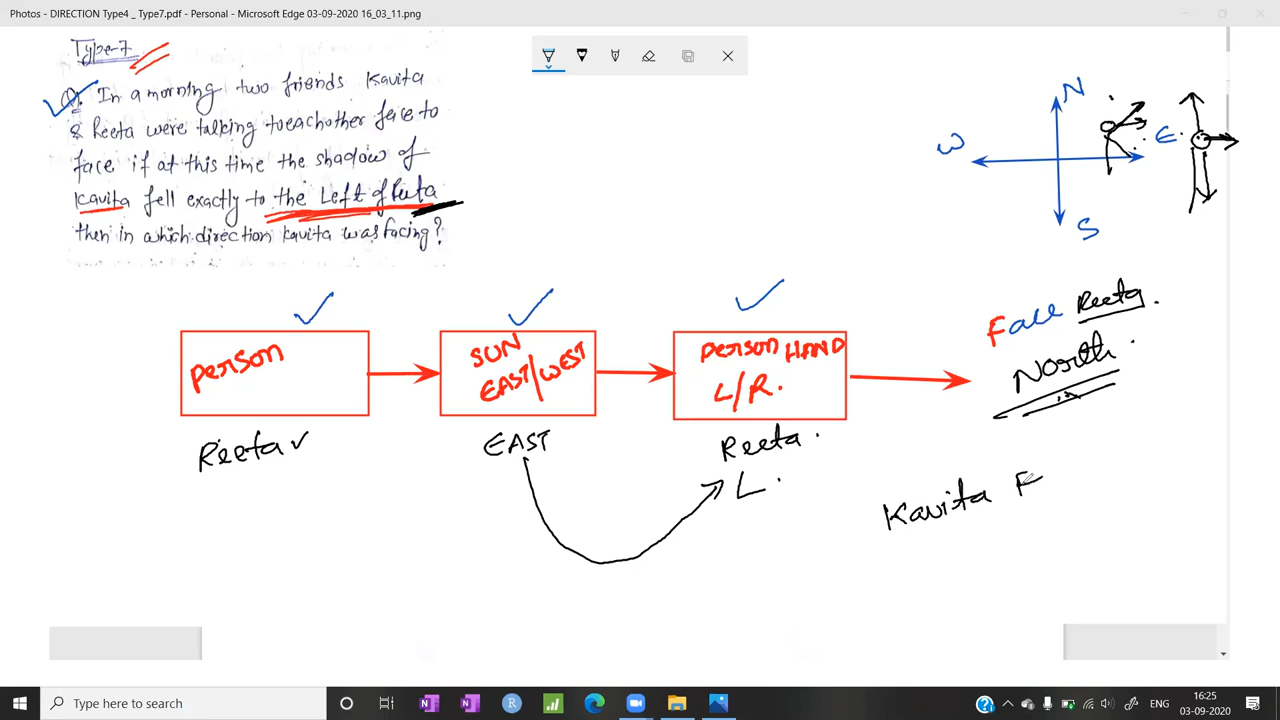 Photos - DIRECTION Type4 _ Type7.pdf - Personal - Microsoft Edge 03-09-2020 16_03_11.png
Type-7
Q. In a morning two friends Kavita
& Reeta were talking to eachother face to
face if at this time the shadow of
Kavita fell exactly to the Left of Reeta
then in which direction Kavita was facing?
N
W
E
S
PERSON
SUN
EAST/WEST
PERSON HAND
L/R.
Face Reeta.
North.
Reeta
EAST
Reeta.
L.
Kavita F
Type here to search
ENG
16:25
03-09-2020